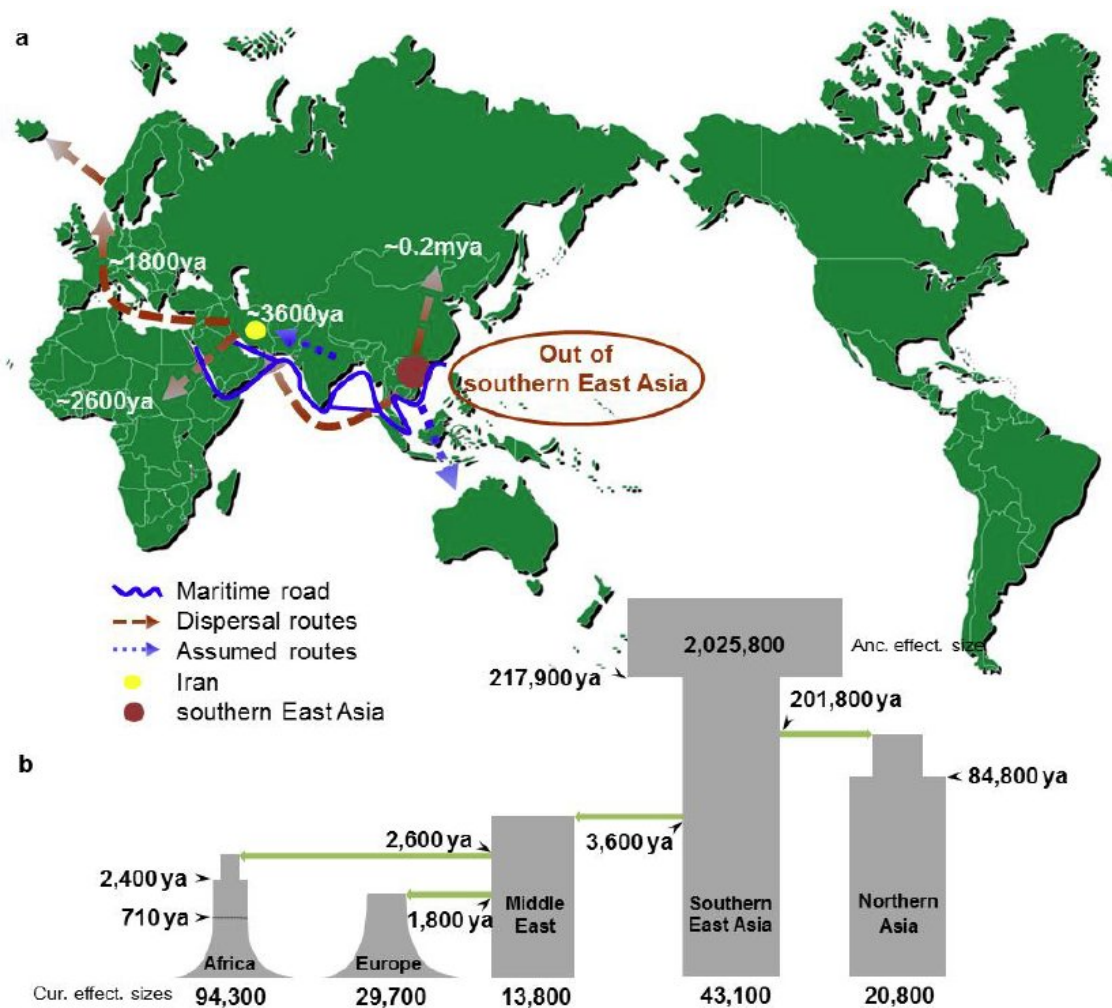 a
~0.2mya
~1800ya
~3600ya
Out of
southern East Asia
~2600ya
Maritime road
Dispersal routes
Assumed routes
Iran
southern East Asia
2,025,800
Anc. effect. size
217,900 ya
201,800 ya
b
84,800 ya
2,600 ya
3,600 ya
2,400 ya
Middle
East
Southern
East Asia
Northern
Asia
710 ya
1,800 ya
Africa
Europe
Cur. effect. sizes
94,300
29,700
13,800
43,100
20,800